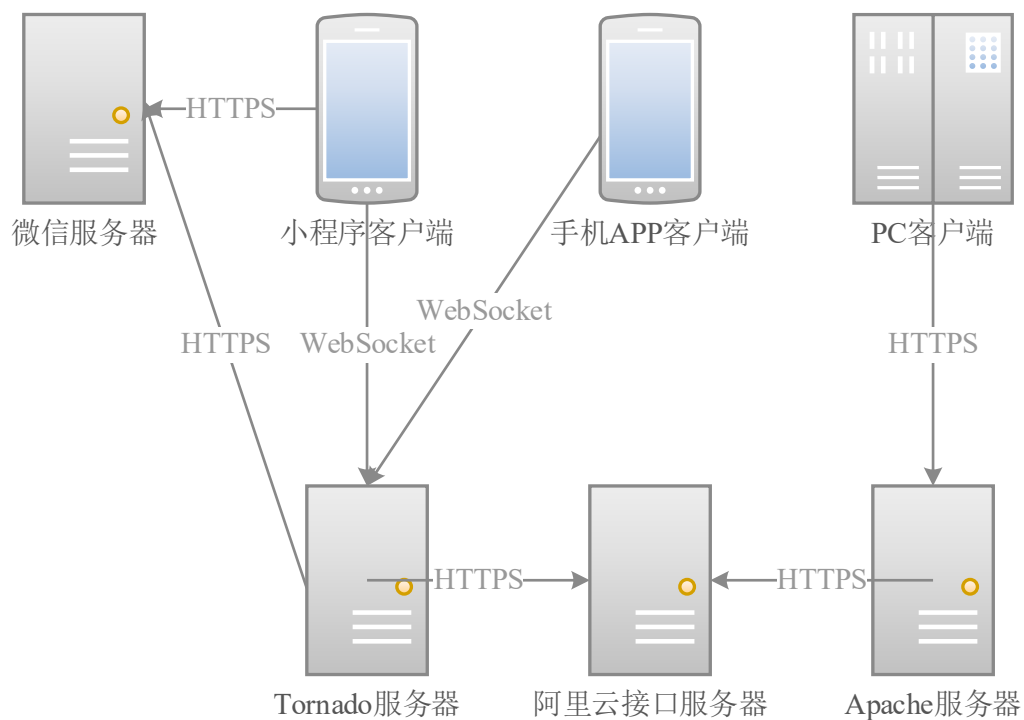 HTTPS
微信服务器
小程序客户端
手机APP客户端
PC客户端
WebSocket
HTTPS
WebSocket
HTTPS
HTTPS
HTTPS
Tornado服务器
阿里云接口服务器
Apache服务器